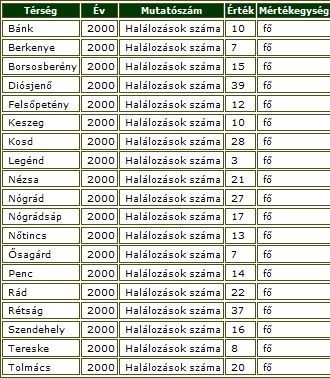 Térség Év Mutatószám Érték Mértékegység
Bánk 2000 Halálozások száma 10 fő
Berkenye 2000 Halálozások száma 7 fő
Borsosberény 2000 Halálozások száma 15 fő
Diósjenő 2000 Halálozások száma 39 fő
Felsőpetény 2000 Halálozások száma 12 fő
Keszeg 2000 Halálozások száma 10 fő
Kosd 2000 Halálozások száma 28 fő
Legénd 2000 Halálozások száma 3 fő
Nézsa 2000 Halálozások száma 21 fő
Nógrád 2000 Halálozások száma 27 fő
Nógrádsáp 2000 Halálozások száma 17 fő
Nőtincs 2000 Halálozások száma 13 fő
Ősagárd 2000 Halálozások száma 7 fő
Penc 2000 Halálozások száma 14 fő
Rád 2000 Halálozások száma 22 fő
Rétság 2000 Halálozások száma 37 fő
Szendehely 2000 Halálozások száma 16 fő
Tereske 2000 Halálozások száma 8 fő
Tolmács 2000 Halálozások száma 20 fő